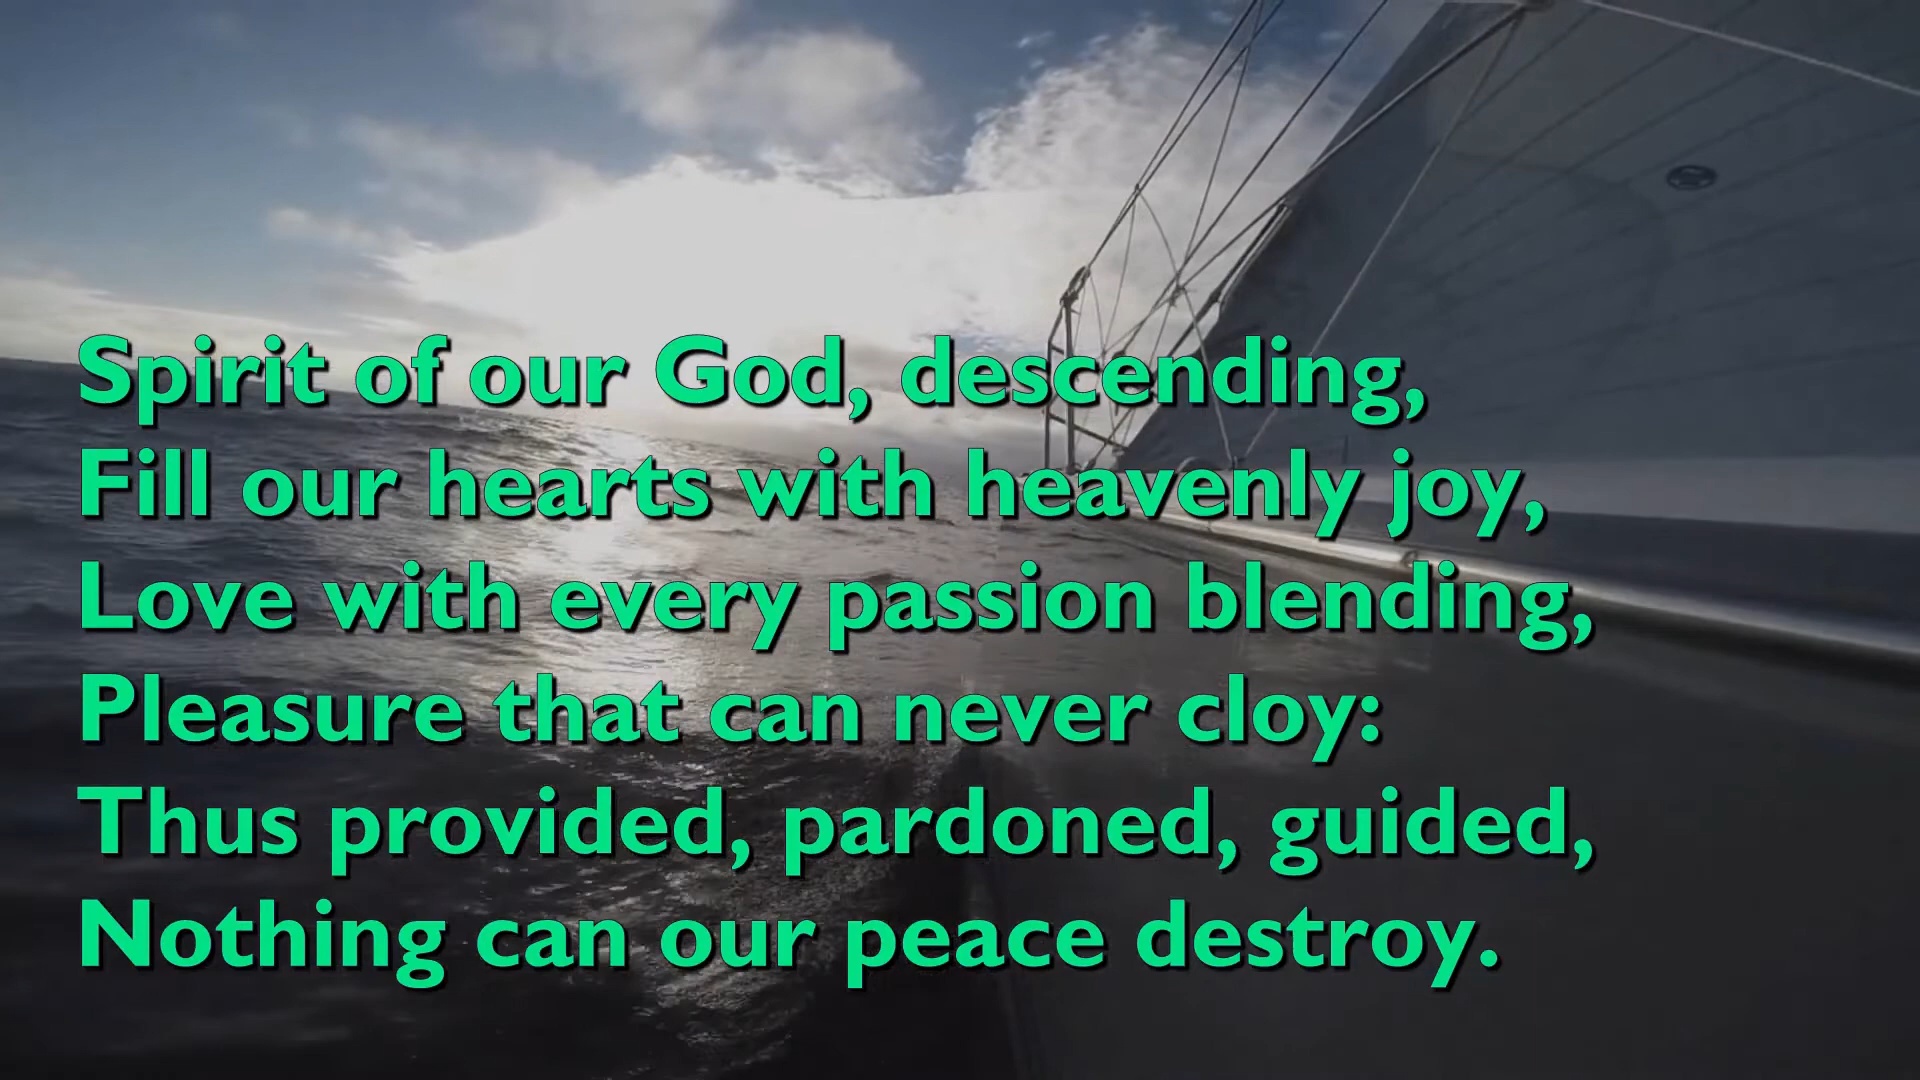 Spirit of our God, descending,
Fill our hearts with heavenly joy,
Love with every passion blending,
Pleasure that can never cloy:
Thus provided, pardoned, guided,
Nothing can our peace destroy.